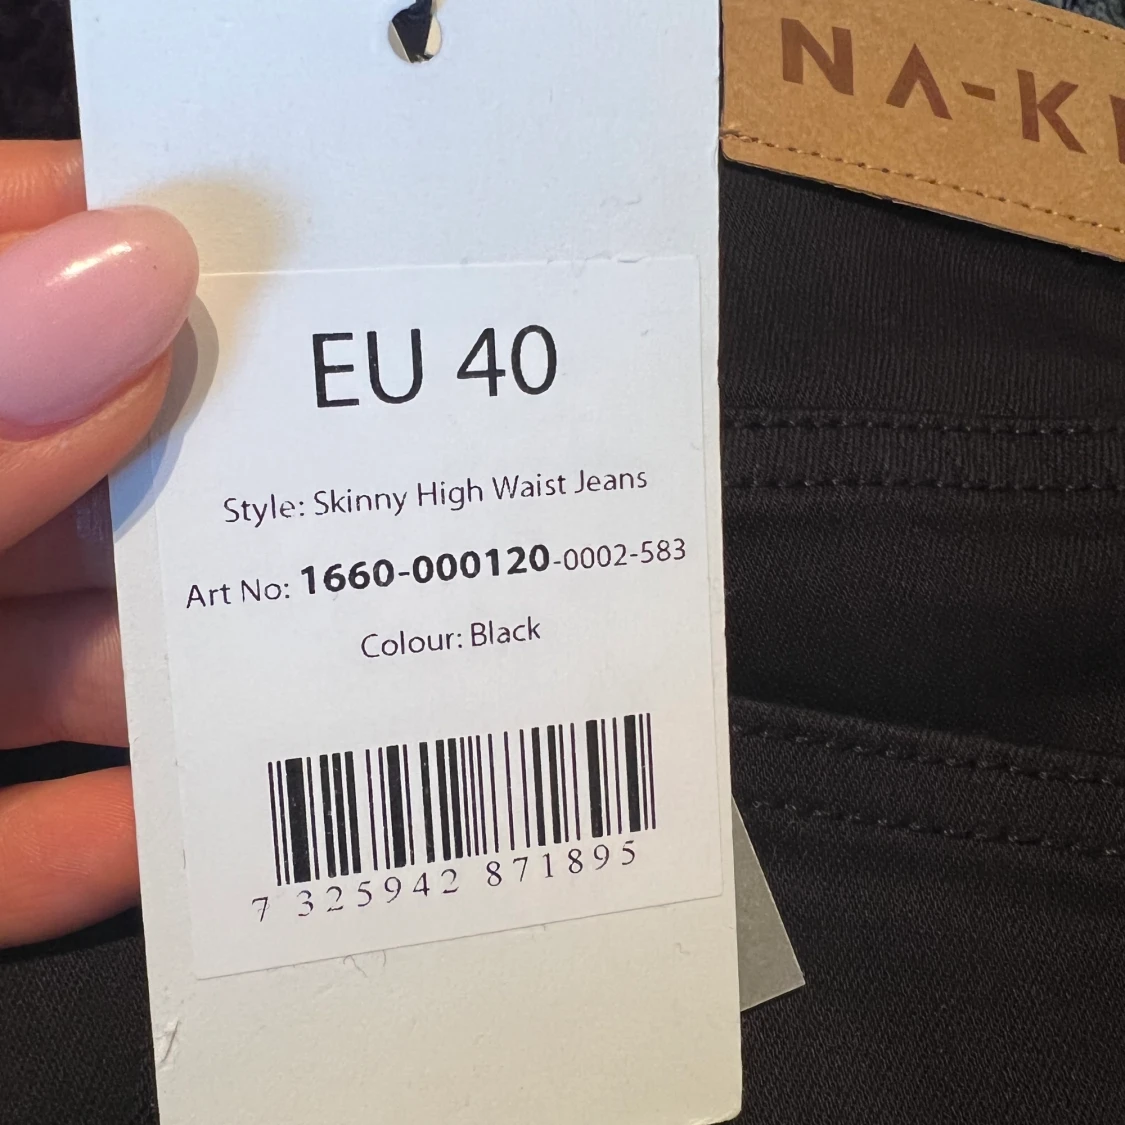 NA-K
EU 40
Style: Skinny High Waist Jeans
Art No: 1660-000120-0002-583
Colour: Black
7 325942 871895